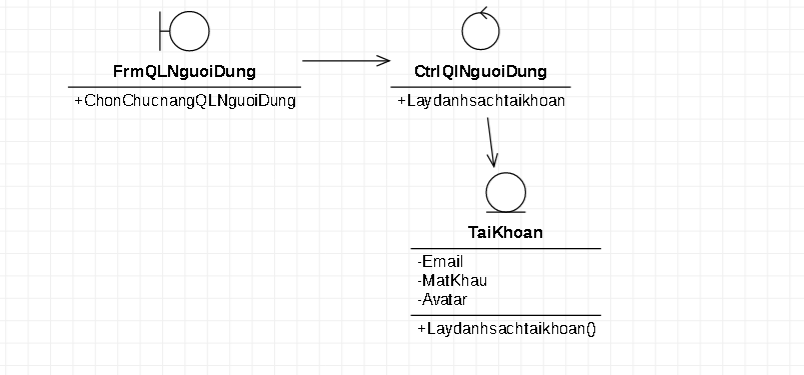 FrmQLNguoiDung
+ChonChucnangQLNguoiDung
CtrlQlNguoiDung
+Laydanhsachtaikhoan
TaiKhoan
-Email
-MatKhau
-Avatar
+Laydanhsachtaikhoan()